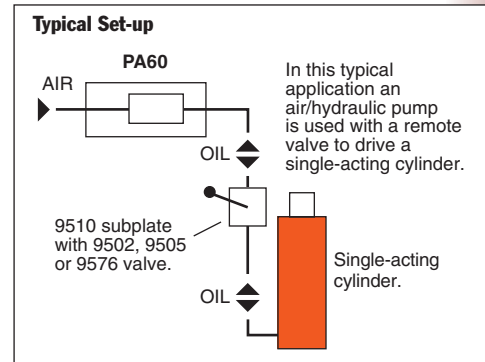 Typical Set-up
PA60
AIR
In this typical
application an
air/hydraulic pump
is used with a remote
valve to drive a
single-acting cylinder.
OIL
9510 subplate
with 9502, 9505
or 9576 valve.
Single-acting
cylinder.
OIL